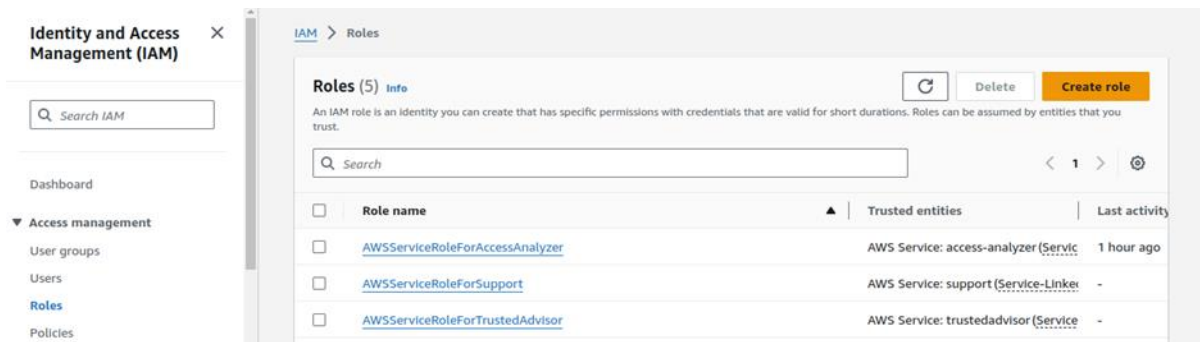 Identity and Access
Management (IAM)
Search IAM
Dashboard
Access management
User groups
Users
Roles
Policies
IAM > Roles
Roles (5) Info
Delete
Create role
An IAM role is an identity you can create that has specific permissions with credentials that are valid for short durations. Roles can be assumed by entities that you
trust.
Search
1
Role name
Trusted entities
Last activity
AWSServiceRoleForAccessAnalyzer
AWS Service: access-analyzer (Servic
1 hour ago
AWSServiceRoleForSupport
AWS Service: support (Service-Linke
-
AWSServiceRoleForTrustedAdvisor
AWS Service: trustedadvisor (Service
-